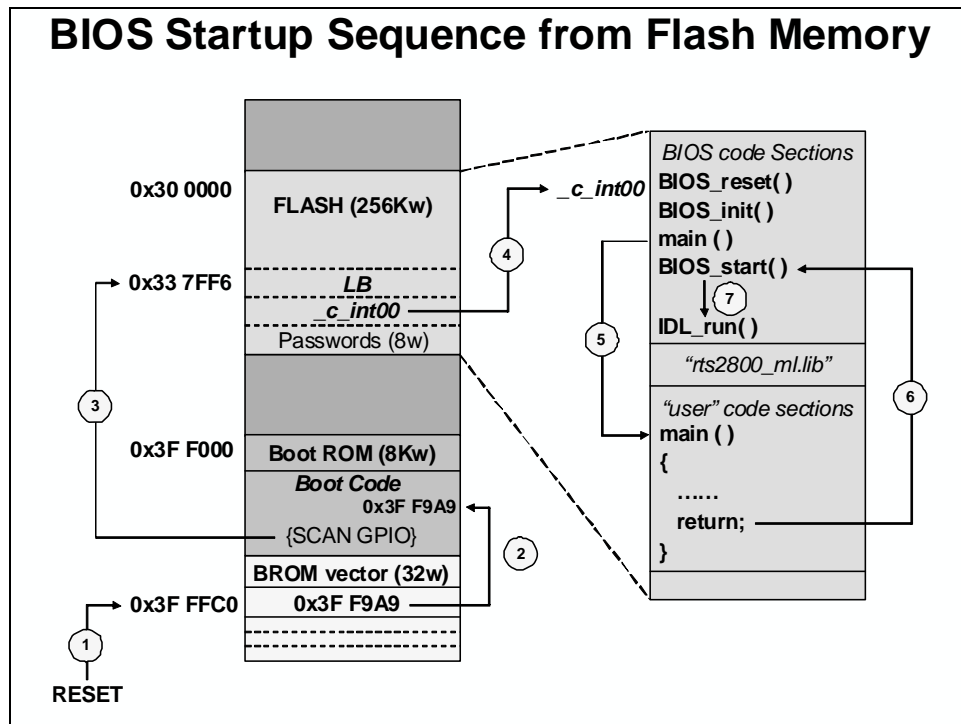 BIOS Startup Sequence from Flash Memory
0x30 0000
FLASH (256Kw)
0x33 7FF6
LB
_c_int00
Passwords (8w)
0x3F F000
Boot ROM (8Kw)
Boot Code
0x3F F9A9
{SCAN GPIO}
BROM vector (32w)
0x3F FFC0
0x3F F9A9
RESET
1
2
3
4
5
6
7
_c_int00
BIOS code Sections
BIOS_reset( )
BIOS_init( )
main ( )
BIOS_start( )
IDL_run( )
“rts2800_ml.lib”
“user” code sections
main ( )
{
……
return;
}